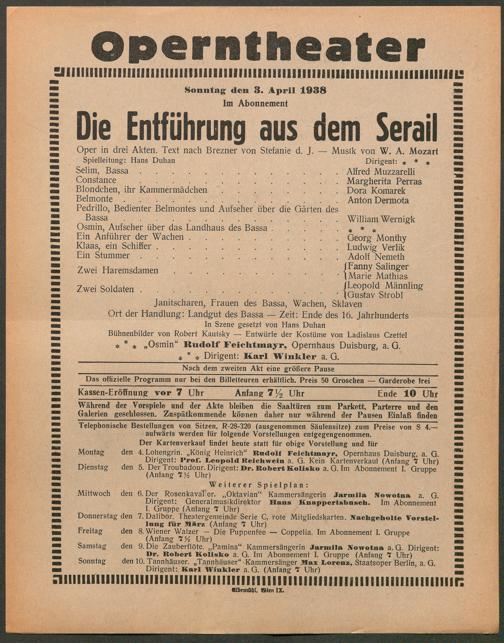 Operntheater
Sonntag den 3. April 1938
Im Abonnement
Die Entführung aus dem Serail
Oper in drei Akten. Text nach Brezner von Stefanie d. J. — Musik von W. A. Mozart
Spielleitung: Hans Duhan Dirigent: * * *
Selim, Bassa . . . . . . . . Alfred Muzzarelli
Constanze . . . . . . . . Margherita Perras
Blondchen, ihr Kammermädchen . . . . . . . . Dora Komarek
Belmonte . . . . . . . . Anton Dermota
Pedrillo, Bedienter Belmontes und Aufseher über die Gärten des
Bassa . . . . . . . . William Wernigk
Osmin, Aufseher über das Landhaus des Bassa . . . . * * *
Ein Anführer der Wachen . . . . . . . . Georg Monthy
Klaas, ein Schiffer . . . . . . . . Ludwig Verlik
Ein Stummer . . . . . . . . Adolf Nemeth
Zwei Haremsdamen . . . . . . . . {Fanny Salinger
{Marie Mathias
Zwei Soldaten . . . . . . . . {Leopold Männling
{Gustav Strobl
Janitscharen, Frauen des Bassa, Wachen, Sklaven
Ort der Handlung: Landgut des Bassa — Zeit: Ende des 16. Jahrhunderts
In Szene gesetzt von Hans Duhan
Bühnenbilder von Robert Kautsky — Entwürfe der Kostüme von Ladislaus Czettel
* * * „Osmin" Rudolf Feichtmayr, Opernhaus Duisburg, a. G.
* * * Dirigent: Karl Winkler a. G.
Nach dem zweiten Akt eine größere Pause
Das offizielle Programm nur bei den Billetteuren erhältlich. Preis 50 Groschen — Garderobe frei
Kassen-Eröffnung vor 7 Uhr Anfang 7½ Uhr Ende 10 Uhr
Während der Vorspiele und der Akte bleiben die Saaltüren zum Parkett, Parterre und den
Galerien geschlossen. Zuspätkommende können daher nur während der Pausen Einlaß finden
Telephonische Bestellungen von Sitzen, R-28-320 (ausgenommen Säulensitze) zum Preise von S 4.—
aufwärts werden für folgende Vorstellungen entgegengenommen.
Der Kartenverkauf findet heute statt für obige Vorstellung und für
Montag den 4. Lohengrin. „König Heinrich" Rudolf Feichtmayr, Opernhaus Duisburg, a. G.
Dirigent: Prof. Leopold Reichwein a. G. Kein Kartenverkauf (Anfang 7 Uhr)
Dienstag den 5. Der Troubadour. Dirigent: Dr. Robert Kolisko a. G. Im Abonnement I. Gruppe
(Anfang 7½ Uhr)
Weiterer Spielplan:
Mittwoch den 6. Der Rosenkavalier. „Oktavian" Kammersängerin Jarmila Novotna a. G.
Dirigent: Generalmusikdirektor Hans Knappertsbusch. Im Abonnement
I. Gruppe (Anfang 7 Uhr)
Donnerstag den 7. Dalibor. Theatergemeinde Serie C, rote Mitgliedskarten. Nachgeholte Vorstel-
lung für März (Anfang 7 Uhr)
Freitag den 8. Wiener Walzer — Die Puppenfee — Coppelia. Im Abonnement I. Gruppe
(Anfang 7½ Uhr)
Samstag den 9. Die Zauberflöte. „Pamina" Kammersängerin Jarmila Novotna a. G. Dirigent:
Dr. Robert Kolisko a. G. Im Abonnement I. Gruppe (Anfang 7 Uhr)
Sonntag den 10. Tannhäuser. „Tannhäuser" Kammersänger Max Lorenz, Staatsoper Berlin, a. G.
Dirigent: Karl Winkler a. G. (Anfang 7 Uhr)
Elbemühl, Wien IX.